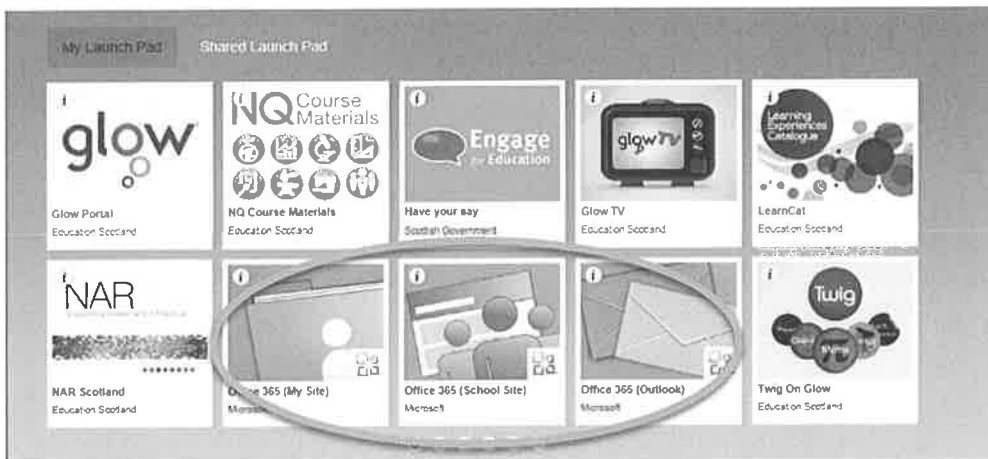 My Launch Pad
Shared Launch Pad
glow
Glow Portal
Education Scotland
NQ Course
Materials
NQ Course Materials
Education Scotland
Engage
for Education
Have your say
Scottish Government
glow TV
Glow TV
Education Scotland
Learning
Experiences
Catalogue
LearnCat
Education Scotland
NAR
NAR Scotland
Education Scotland
Office 365 (My Site)
Microsoft
Office 365 (School Site)
Microsoft
Office 365 (Outlook)
Microsoft
Twig
Twig On Glow
Education Scotland